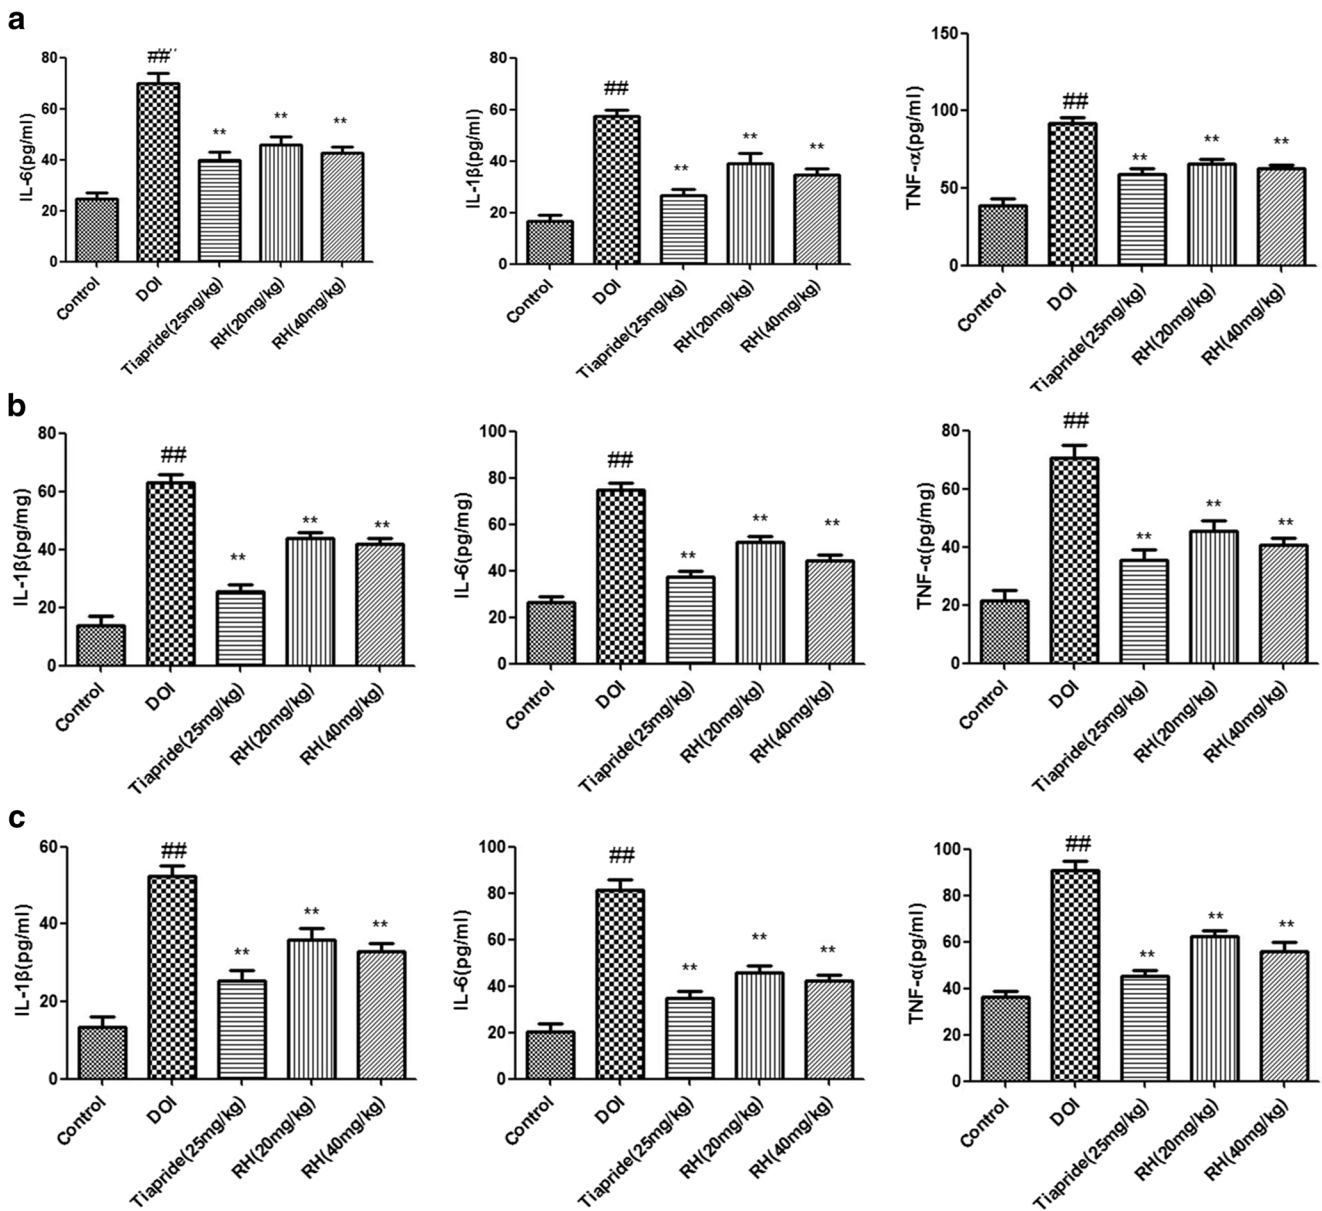 a
IL-6(pg/ml)
80
60
40
20
0
##
**
**
**
Control
DOI
Tiapride(25mg/kg)
RH(20mg/kg)
RH(40mg/kg)
IL-1β(pg/ml)
80
60
40
20
0
##
**
**
**
Control
DOI
Tiapride(25mg/kg)
RH(20mg/kg)
RH(40mg/kg)
TNF-α(pg/ml)
150
100
50
0
##
**
**
**
Control
DOI
Tiapride(25mg/kg)
RH(20mg/kg)
RH(40mg/kg)
b
IL-1β(pg/mg)
80
60
40
20
0
##
**
**
**
Control
DOI
Tiapride(25mg/kg)
RH(20mg/kg)
RH(40mg/kg)
IL-6(pg/mg)
100
80
60
40
20
0
##
**
**
**
Control
DOI
Tiapride(25mg/kg)
RH(20mg/kg)
RH(40mg/kg)
TNF-α(pg/mg)
80
60
40
20
0
##
**
**
**
Control
DOI
Tiapride(25mg/kg)
RH(20mg/kg)
RH(40mg/kg)
c
IL-1β(pg/ml)
60
40
20
0
##
**
**
**
Control
DOI
Tiapride(25mg/kg)
RH(20mg/kg)
RH(40mg/kg)
IL-6(pg/ml)
100
80
60
40
20
0
##
**
**
**
Control
DOI
Tiapride(25mg/kg)
RH(20mg/kg)
RH(40mg/kg)
TNF-α(pg/ml)
100
80
60
40
20
0
##
**
**
**
Control
DOI
Tiapride(25mg/kg)
RH(20mg/kg)
RH(40mg/kg)